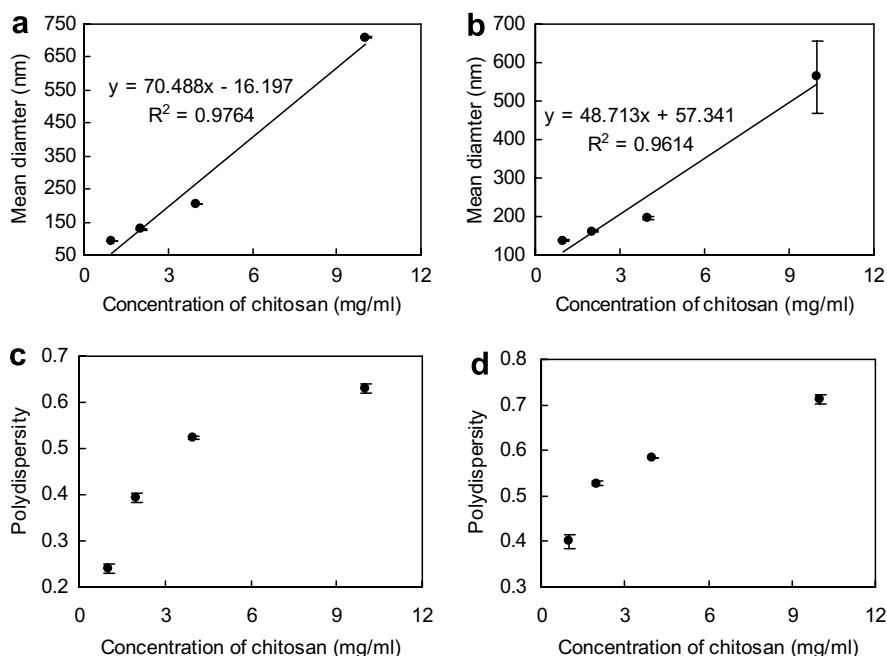 a
750
650
550
450
350
250
150
50
Mean diamter (nm)
y = 70.488x - 16.197
R² = 0.9764
0 3 6 9 12
Concentration of chitosan (mg/ml)
b
700
600
500
400
300
200
100
Mean diamter (nm)
y = 48.713x + 57.341
R² = 0.9614
0 3 6 9 12
Concentration of chitosan (mg/ml)
c
0.7
0.6
0.5
0.4
0.3
0.2
Polydispersity
0 3 6 9 12
Concentration of chitosan (mg/ml)
d
0.8
0.7
0.6
0.5
0.4
0.3
Polydispersity
0 3 6 9 12
Concentration of chitosan (mg/ml)